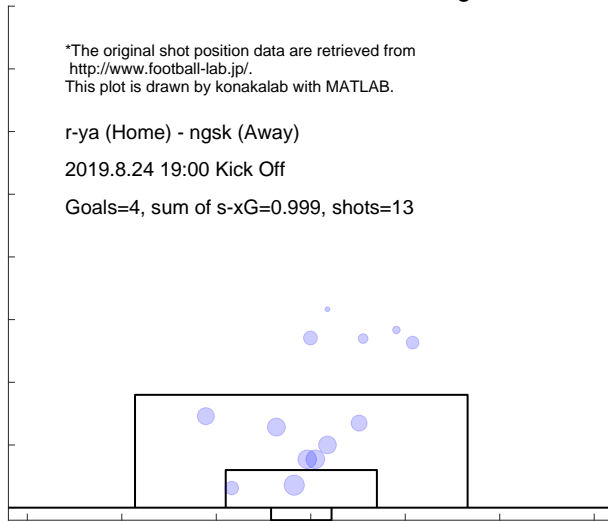 *The original shot position data are retrieved from
http://www.football-lab.jp/.
This plot is drawn by konakalab with MATLAB.
r-ya (Home) - ngsk (Away)
2019.8.24 19:00 Kick Off
Goals=4, sum of s-xG=0.999, shots=13